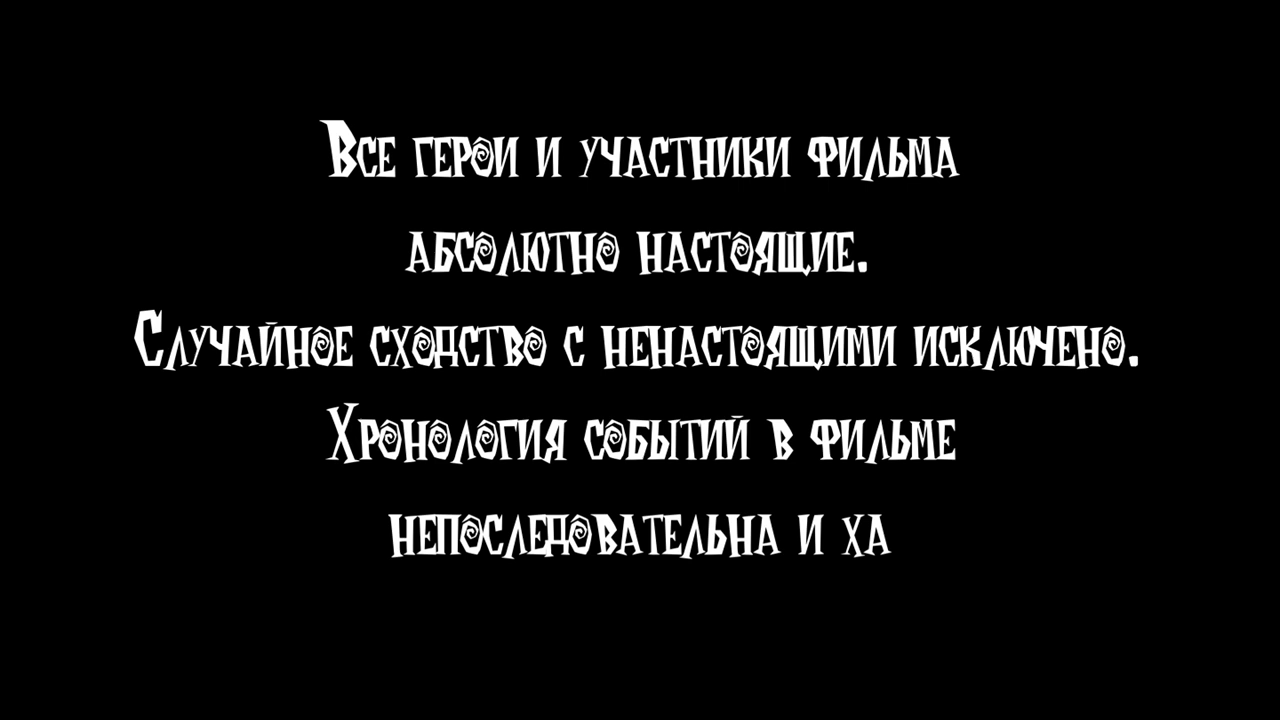 Все герои и участники фильма
абсолютно настоящие.
Случайное сходство с ненастоящими исключено.
Хронология событий в фильме
непоследовательна и ха